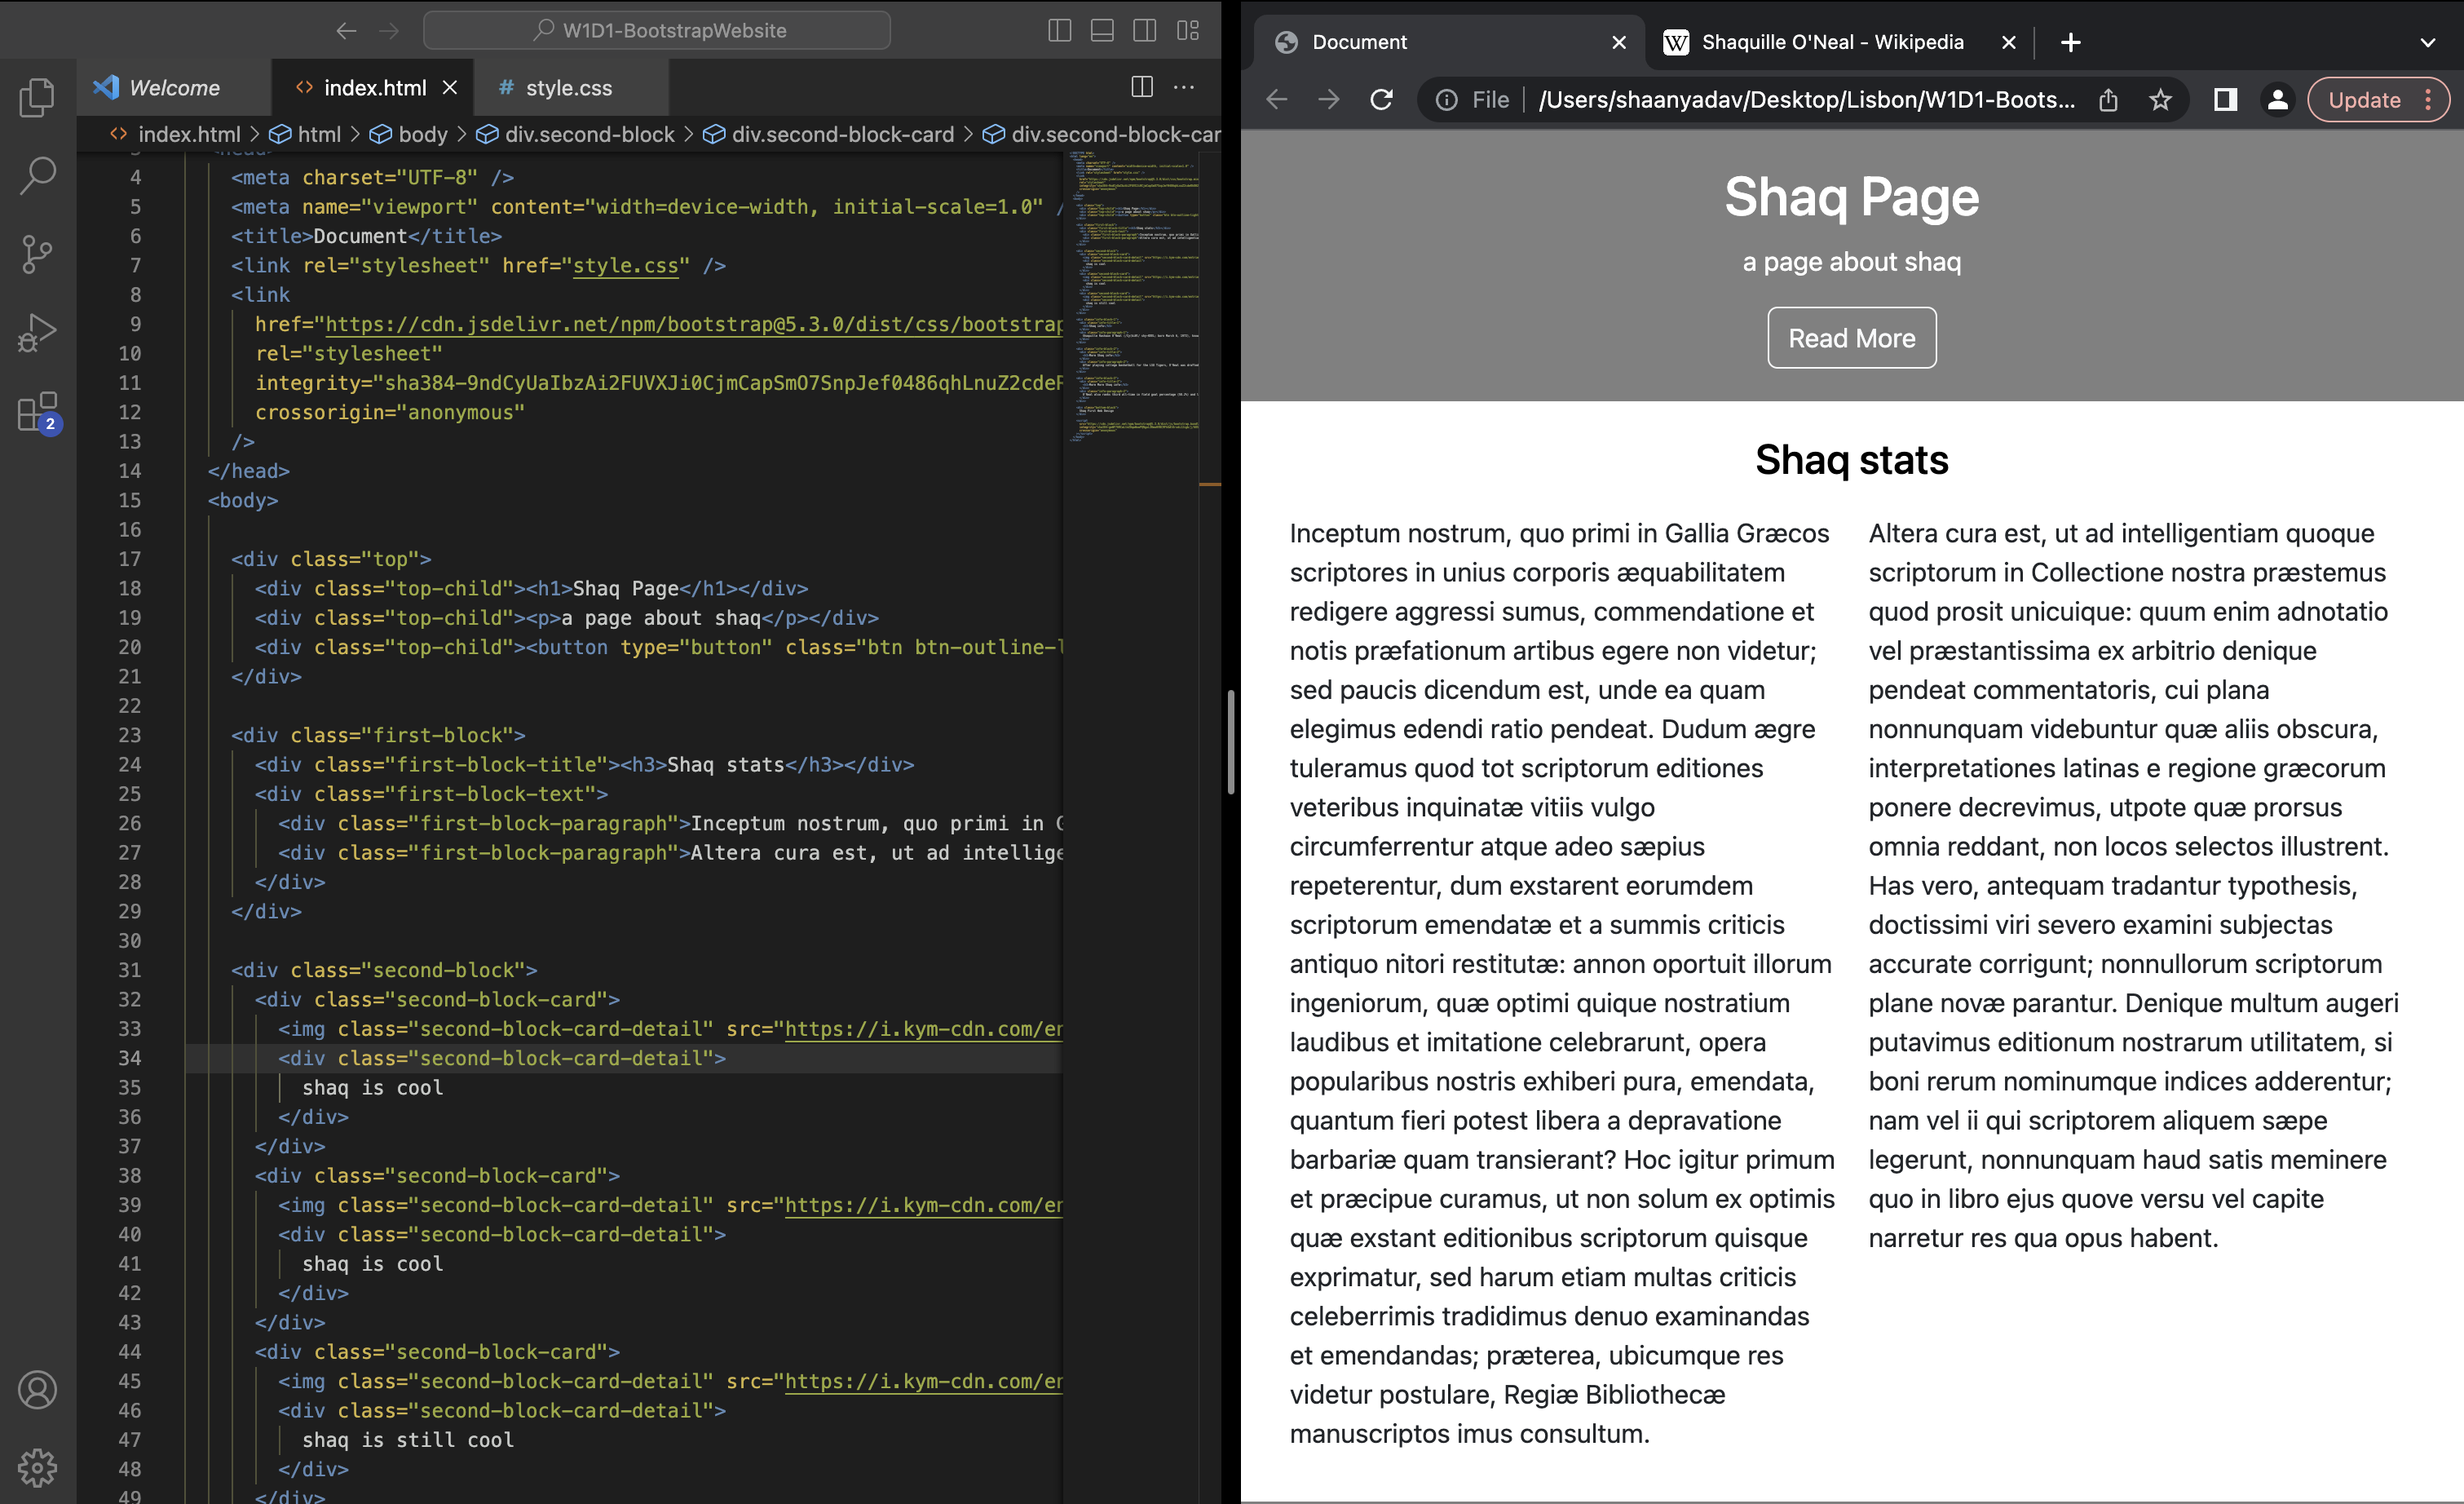 W1D1-BootstrapWebsite
Welcome
index.html
# style.css
index.html > html > body > div.second-block > div.second-block-card > div.second-block-car
4 <meta charset="UTF-8" />
5 <meta name="viewport" content="width=device-width, initial-scale=1.0" /
6 <title>Document</title>
7 <link rel="stylesheet" href="style.css" />
8 <link
9 href="https://cdn.jsdelivr.net/npm/bootstrap@5.3.0/dist/css/bootstrap
10 rel="stylesheet"
11 integrity="sha384-9ndCyUaIbzAi2FUVXJi0CjmCapSmO7SnpJef0486qhLnuZ2cdeR
12 crossorigin="anonymous"
13 />
14 </head>
15 <body>
16
17 <div class="top">
18 <div class="top-child"><h1>Shaq Page</h1></div>
19 <div class="top-child"><p>a page about shaq</p></div>
20 <div class="top-child"><button type="button" class="btn btn-outline-l
21 </div>
22
23 <div class="first-block">
24 <div class="first-block-title"><h3>Shaq stats</h3></div>
25 <div class="first-block-text">
26 <div class="first-block-paragraph">Inceptum nostrum, quo primi in G
27 <div class="first-block-paragraph">Altera cura est, ut ad intellige
28 </div>
29 </div>
30
31 <div class="second-block">
32 <div class="second-block-card">
33 <img class="second-block-card-detail" src="https://i.kym-cdn.com/en
34 <div class="second-block-card-detail">
35 shaq is cool
36 </div>
37 </div>
38 <div class="second-block-card">
39 <img class="second-block-card-detail" src="https://i.kym-cdn.com/en
40 <div class="second-block-card-detail">
41 shaq is cool
42 </div>
43 </div>
44 <div class="second-block-card">
45 <img class="second-block-card-detail" src="https://i.kym-cdn.com/en
46 <div class="second-block-card-detail">
47 shaq is still cool
48 </div>
49 </div>
2
Document
Shaquille O'Neal - Wikipedia
File /Users/shaanyadav/Desktop/Lisbon/W1D1-Boots...
Update
Shaq Page
a page about shaq
Read More
Shaq stats
Inceptum nostrum, quo primi in Gallia Græcos
scriptores in unius corporis æquabilitatem
redigere aggressi sumus, commendatione et
notis præfationum artibus egere non videtur;
sed paucis dicendum est, unde ea quam
elegimus edendi ratio pendeat. Dudum ægre
tuleramus quod tot scriptorum editiones
veteribus inquinatæ vitiis vulgo
circumferrentur atque adeo sæpius
repeterentur, dum exstarent eorumdem
scriptorum emendatæ et a summis criticis
antiquo nitori restitutæ: annon oportuit illorum
ingeniorum, quæ optimi quique nostratium
laudibus et imitatione celebrarunt, opera
popularibus nostris exhiberi pura, emendata,
quantum fieri potest libera a depravatione
barbariæ quam transierant? Hoc igitur primum
et præcipue curamus, ut non solum ex optimis
quæ exstant editionibus scriptorum quisque
exprimatur, sed harum etiam multas criticis
celeberrimis tradidimus denuo examinandas
et emendandas; præterea, ubicumque res
videtur postulare, Regiæ Bibliothecæ
manuscriptos imus consultum.
Altera cura est, ut ad intelligentiam quoque
scriptorum in Collectione nostra præstemus
quod prosit unicuique: quum enim adnotatio
vel præstantissima ex arbitrio denique
pendeat commentatoris, cui plana
nonnunquam videbuntur quæ aliis obscura,
interpretationes latinas e regione græcorum
ponere decrevimus, utpote quæ prorsus
omnia reddant, non locos selectos illustrent.
Has vero, antequam tradantur typothesis,
doctissimi viri severo examini subjectas
accurate corrigunt; nonnullorum scriptorum
plane novæ parantur. Denique multum augeri
putavimus editionum nostrarum utilitatem, si
boni rerum nominumque indices adderentur;
nam vel ii qui scriptorem aliquem sæpe
legerunt, nonnunquam haud satis meminere
quo in libro ejus quove versu vel capite
narretur res qua opus habent.